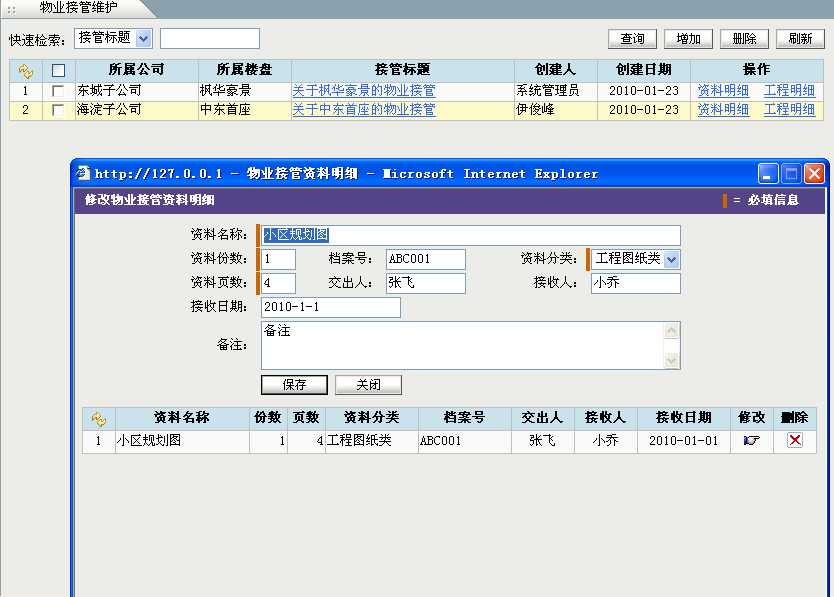 物业接管维护
快速检索： 接管标题 查询 增加 删除 刷新
所属公司 所属楼盘 接管标题 创建人 创建日期 操作
1 东城子公司 枫华豪景 关于枫华豪景的物业接管 系统管理员 2010-01-23 资料明细 工程明细
2 海淀子公司 中东首座 关于中东首座的物业接管 伊俊峰 2010-01-23 资料明细 工程明细
http://127.0.0.1 - 物业接管资料明细 - Microsoft Internet Explorer
修改物业接管资料明细 = 必填信息
资料名称： 小区规划图
资料份数： 1 档案号： ABC001 资料分类： 工程图纸类
资料页数： 4 交出人： 张飞 接收人： 小乔
接收日期： 2010-1-1
备注： 备注
保存 关闭
资料名称 份数 页数 资料分类 档案号 交出人 接收人 接收日期 修改 删除
1 小区规划图 1 4 工程图纸类 ABC001 张飞 小乔 2010-01-01